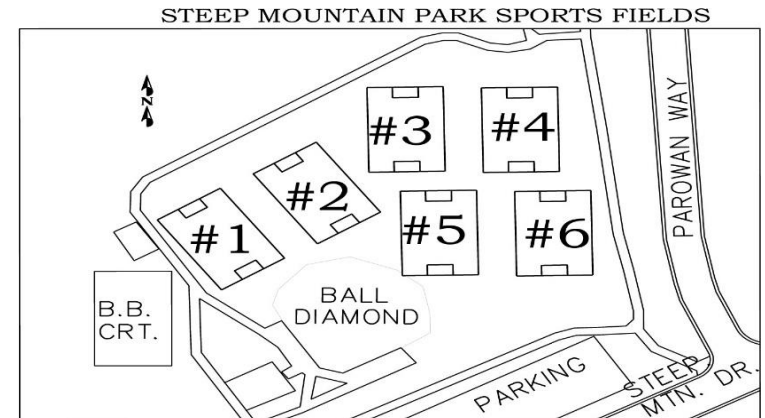 STEEP MOUNTAIN PARK SPORTS FIELDS
N
#3
#4
#2
#1
#5
#6
PAROWAN WAY
BALL
DIAMOND
B.B.
CRT.
PARKING
STEEP
MTN. DR.